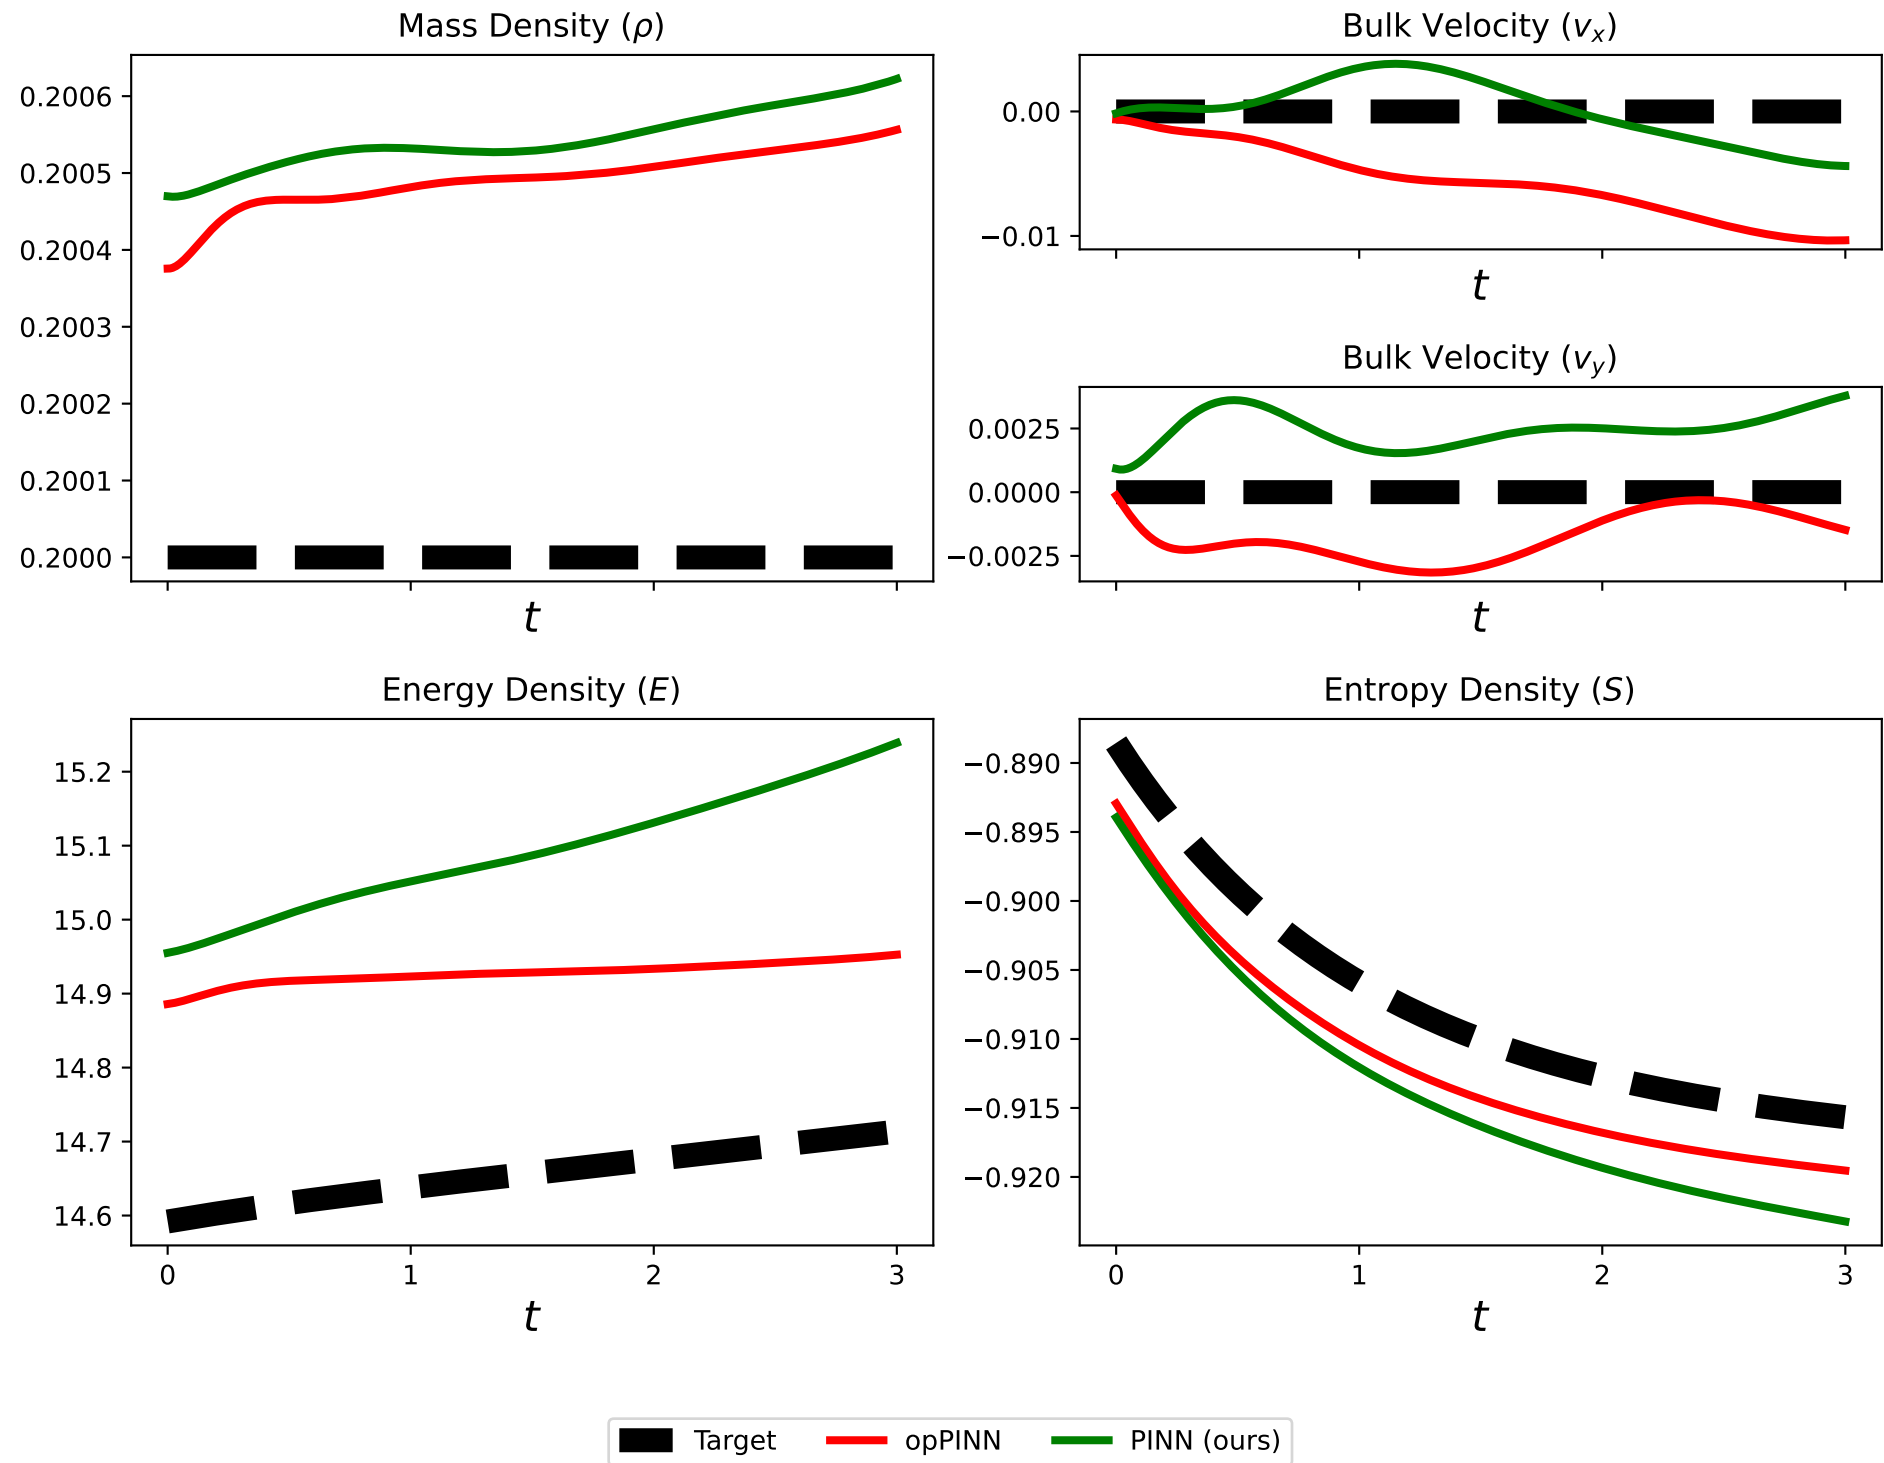 Mass Density (ρ)
0.2006
0.2005
0.2004
0.2003
0.2002
0.2001
0.2000
t
Bulk Velocity (vₓ)
0.00
−0.01
t
Bulk Velocity (v_y)
0.0025
0.0000
−0.0025
t
Energy Density (E)
15.2
15.1
15.0
14.9
14.8
14.7
14.6
0 1 2 3
t
Entropy Density (S)
−0.890
−0.895
−0.900
−0.905
−0.910
−0.915
−0.920
0 1 2 3
t
Target opPINN PINN (ours)